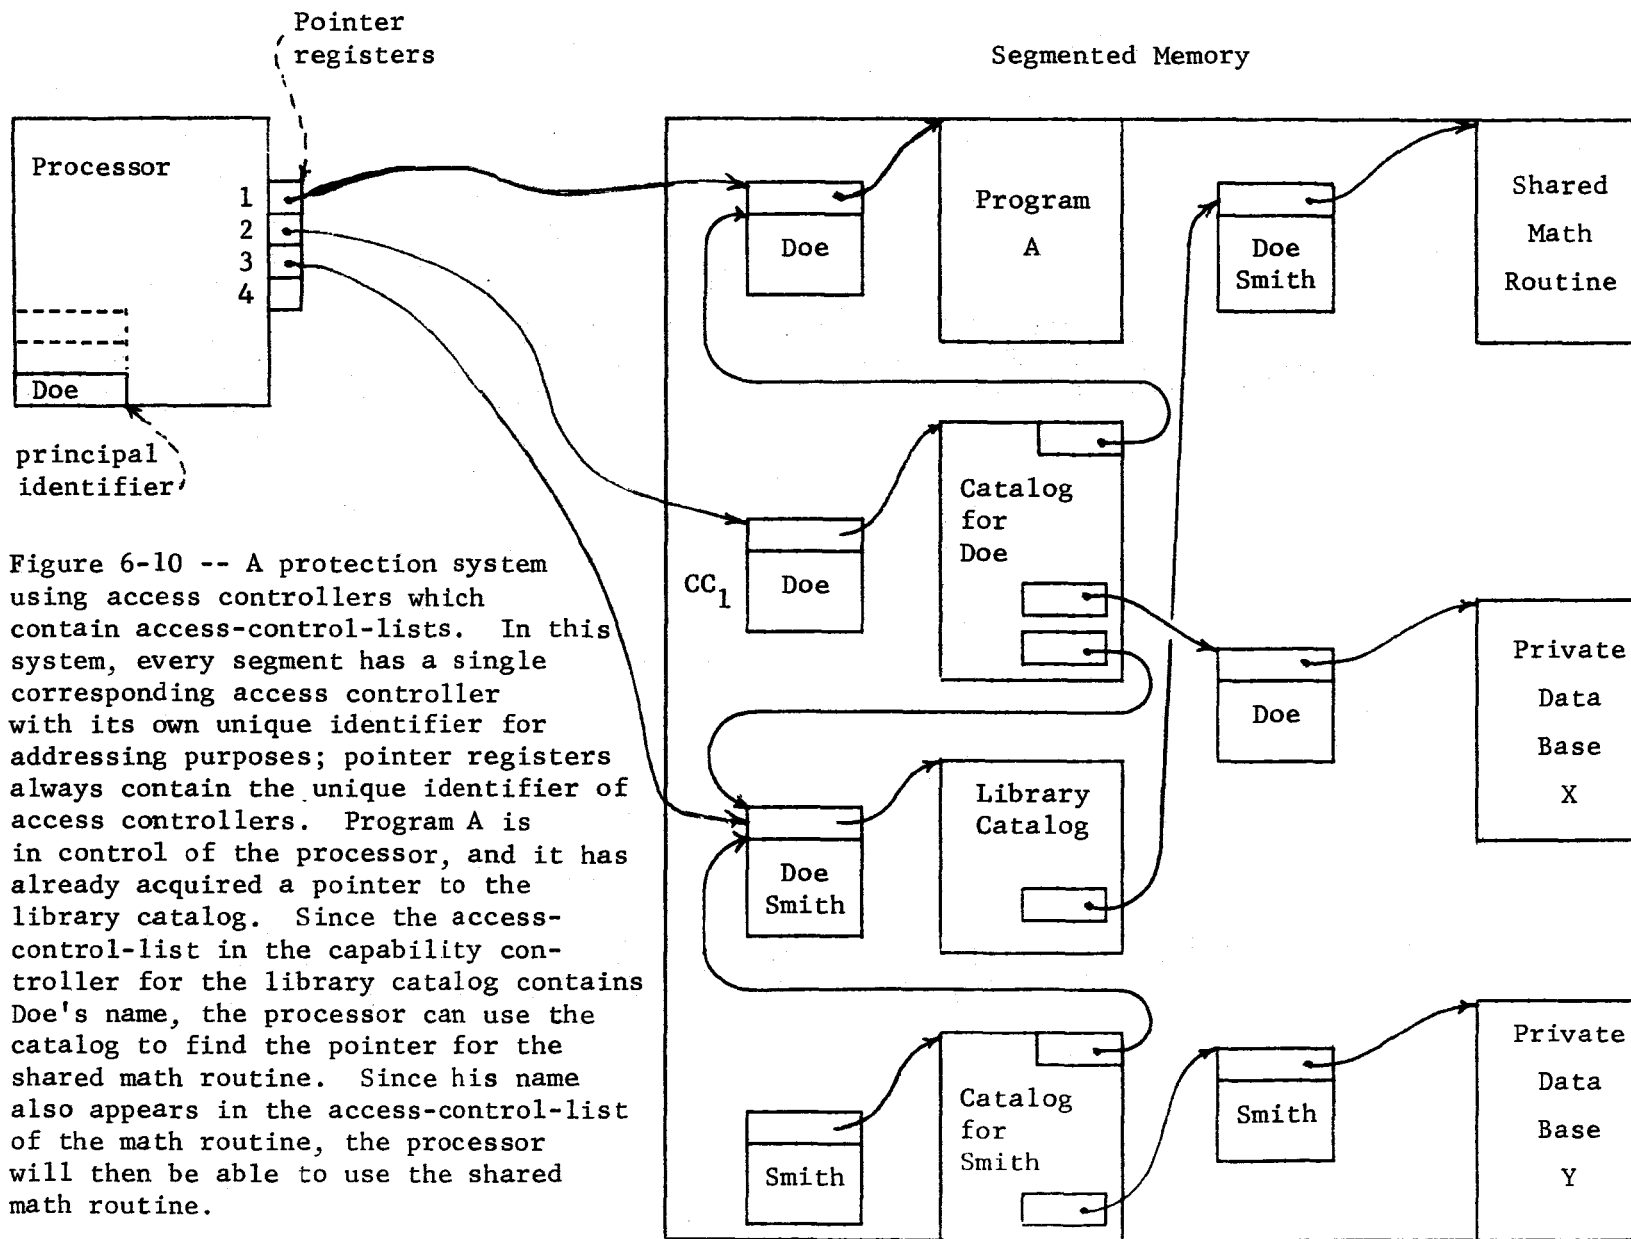 Pointer
registers
Segmented Memory
Processor
1
2
3
4
Doe
principal
identifier
Doe
Program
A
Doe
Smith
Shared
Math
Routine
CC1
Doe
Catalog
for
Doe
Doe
Private
Data
Base
X
Doe
Smith
Library
Catalog
Smith
Catalog
for
Smith
Smith
Private
Data
Base
Y
Figure 6-10 -- A protection system
using access controllers which
contain access-control-lists. In this
system, every segment has a single
corresponding access controller
with its own unique identifier for
addressing purposes; pointer registers
always contain the unique identifier of
access controllers. Program A is
in control of the processor, and it has
already acquired a pointer to the
library catalog. Since the access-
control-list in the capability con-
troller for the library catalog contains
Doe's name, the processor can use the
catalog to find the pointer for the
shared math routine. Since his name
also appears in the access-control-list
of the math routine, the processor
will then be able to use the shared
math routine.